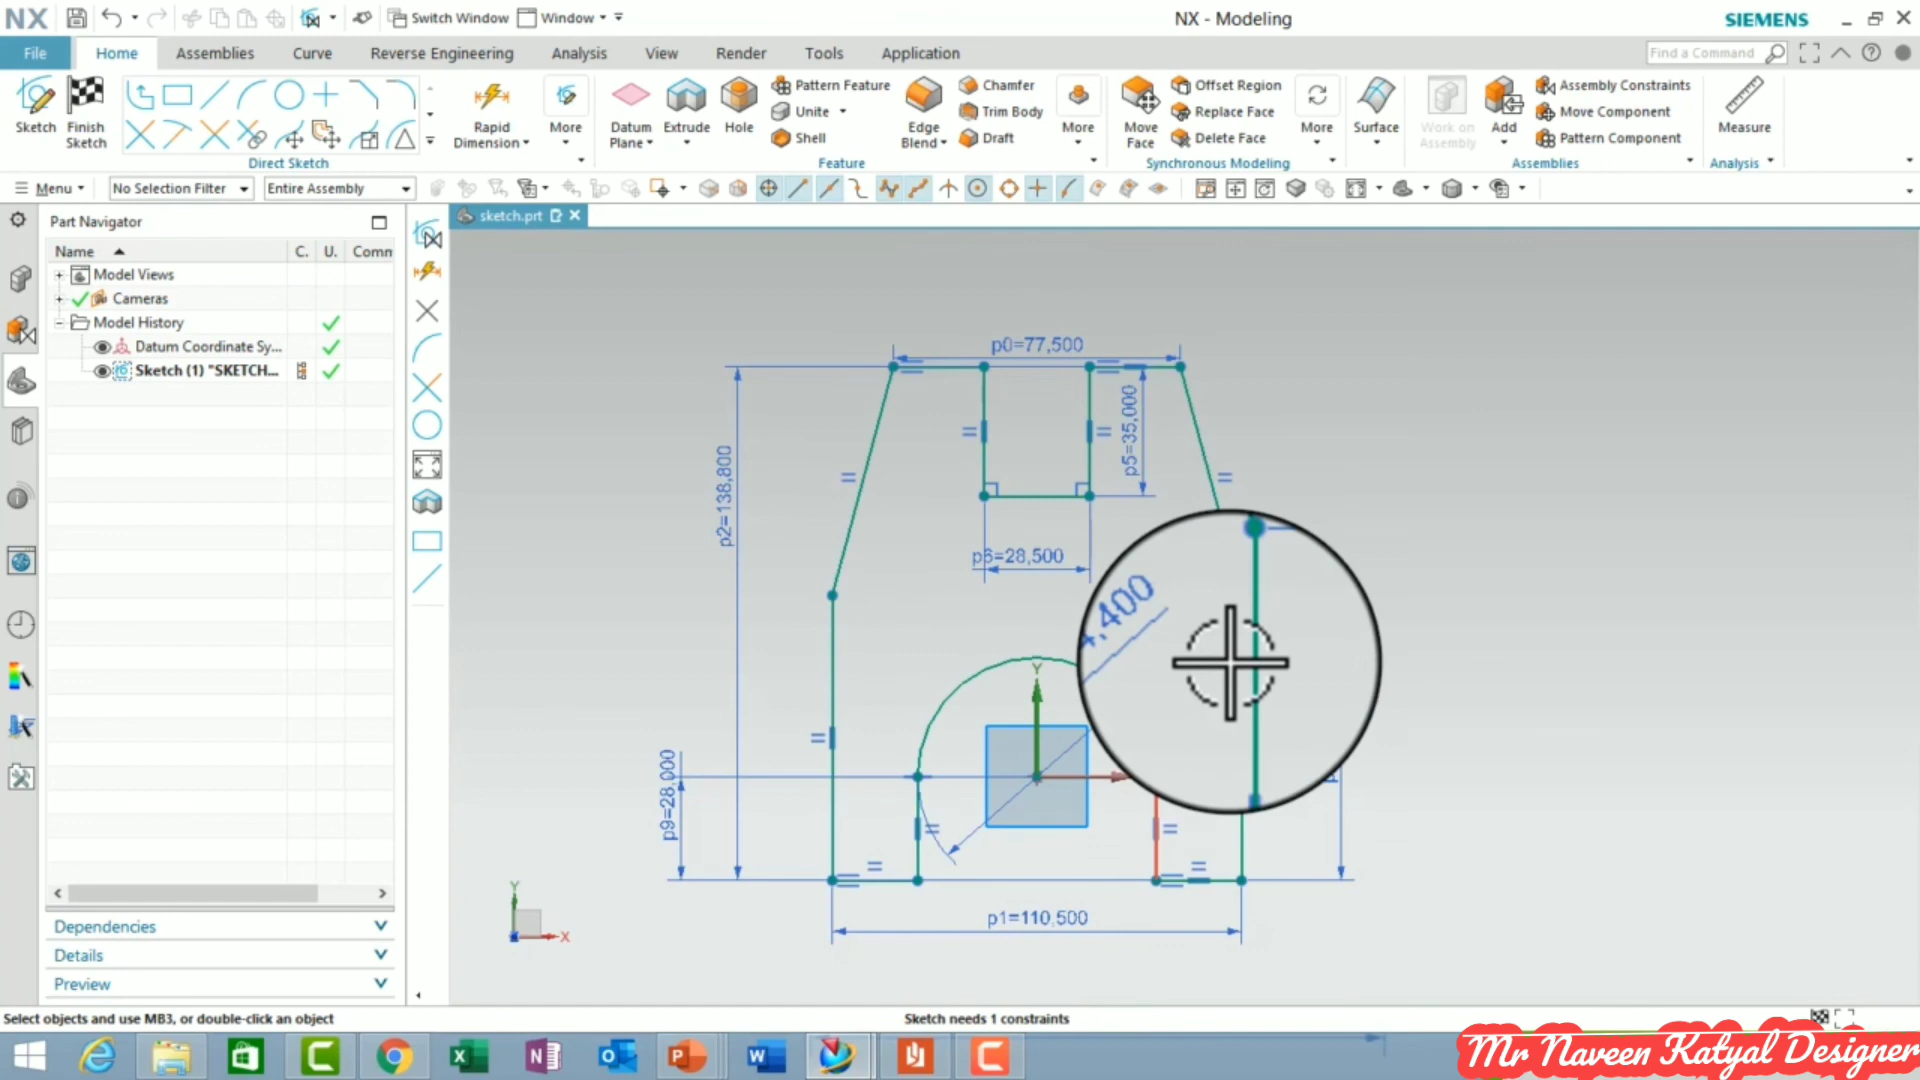 NX
Switch Window
Window
NX - Modeling
SIEMENS
File
Home
Assemblies
Curve
Reverse Engineering
Analysis
View
Render
Tools
Application
Find a Command
Sketch
Finish Sketch
Direct Sketch
Rapid Dimension
More
Datum Plane
Extrude
Hole
Pattern Feature
Unite
Shell
Edge Blend
Chamfer
Trim Body
Draft
More
Feature
Move Face
Offset Region
Replace Face
Delete Face
More
Synchronous Modeling
Surface
Work on Assembly
Add
Assembly Constraints
Move Component
Pattern Component
Assemblies
Measure
Analysis
Menu
No Selection Filter
Entire Assembly
Part Navigator
sketch.prt
Name
C.
U.
Comn
Model Views
Cameras
Model History
Datum Coordinate Sy...
Sketch (1) "SKETCH...
Dependencies
Details
Preview
p0=77,500
p5=35,000
p2=138,800
p6=28,500
4,400
Y
p9=28,000
p1=110,500
Y
X
Select objects and use MB3, or double-click an object
Sketch needs 1 constraints
Mr Naveen Katyal Designer